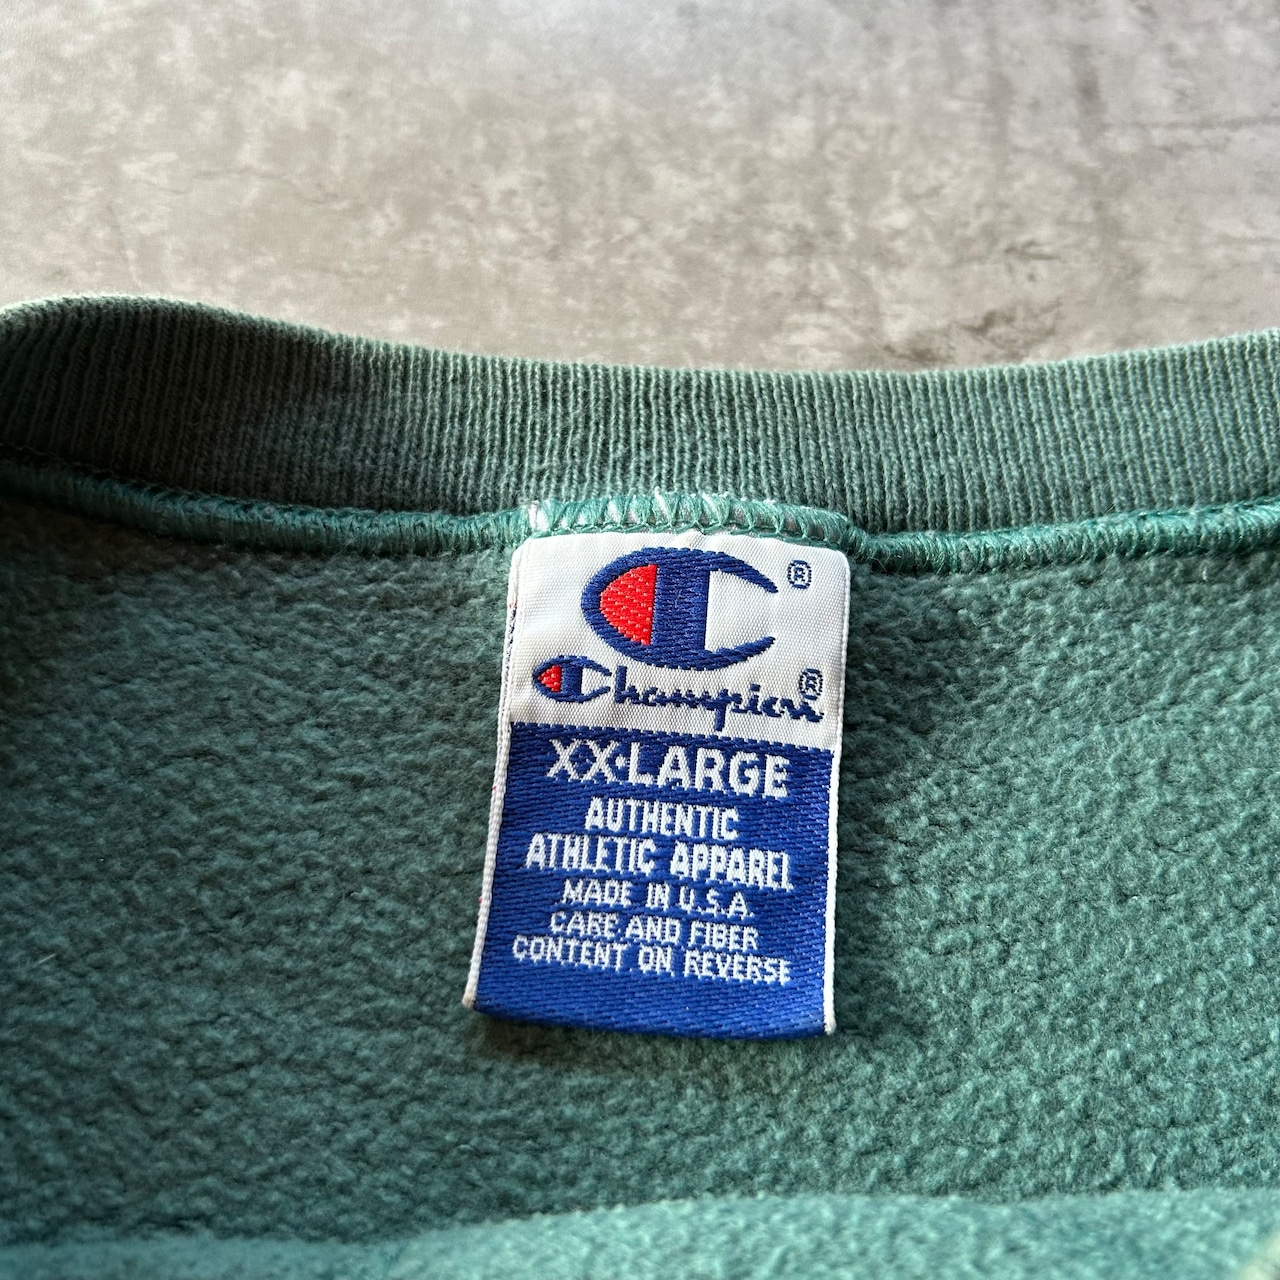 ®
Champion®
XX-LARGE
AUTHENTIC
ATHLETIC APPAREL
MADE IN U.S.A.
CARE AND FIBER
CONTENT ON REVERSE